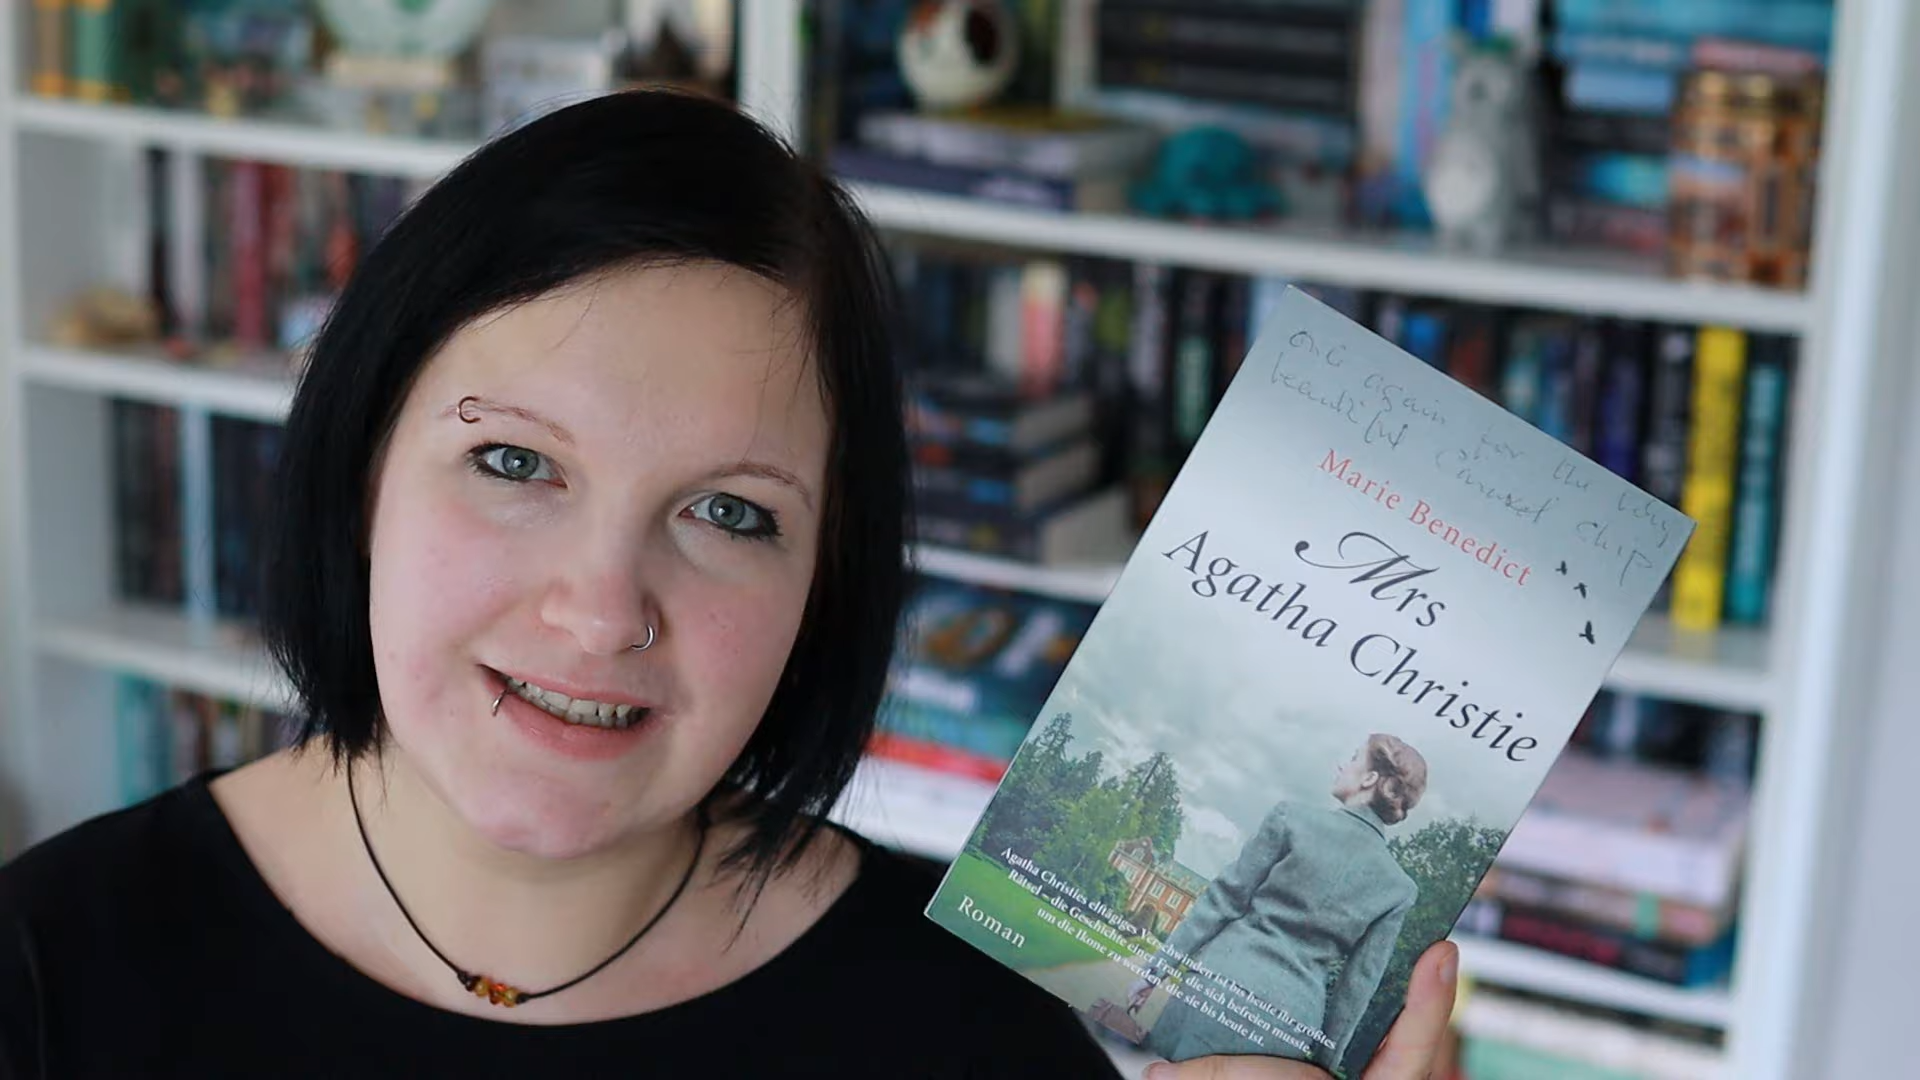 again for the very
beautiful chip
Marie Benedict
Mrs
Agatha Christie
Agatha Christies elftägiges Verschwinden ist bis heute ihr größtes
Rätsel – die Geschichte einer Frau, die sich befreien musste,
um die Ikone zu werden, die sie bis heute ist.
Roman